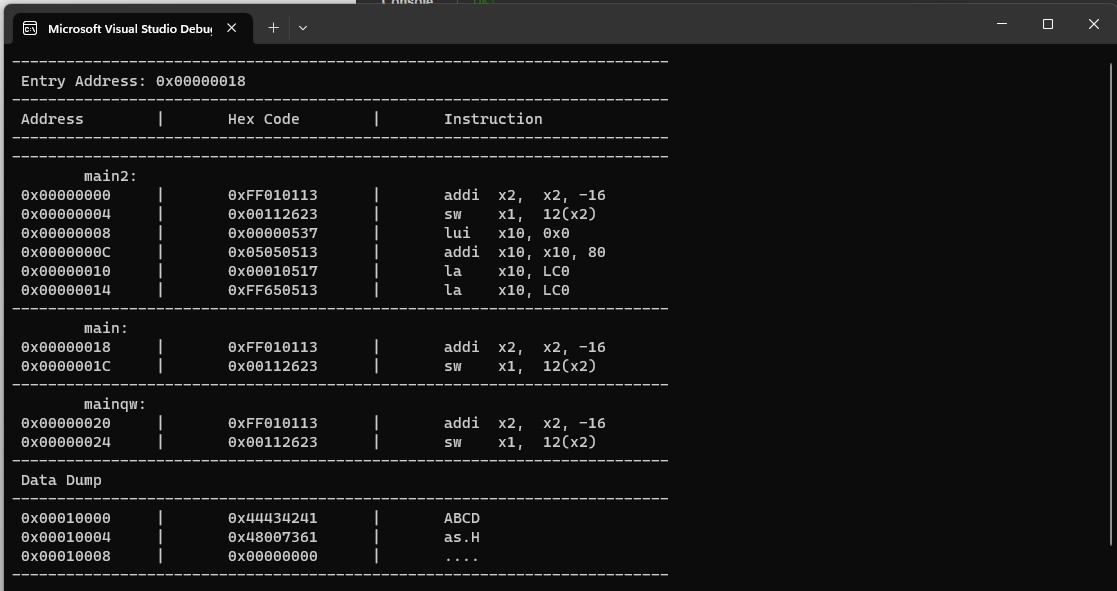 Console
Microsoft Visual Studio Debug
--------------------------------------------------------------------------
Entry Address: 0x00000018
--------------------------------------------------------------------------
Address | Hex Code | Instruction
--------------------------------------------------------------------------
--------------------------------------------------------------------------
main2:
0x00000000 | 0xFF010113 | addi x2, x2, -16
0x00000004 | 0x00112623 | sw x1, 12(x2)
0x00000008 | 0x00000537 | lui x10, 0x0
0x0000000C | 0x05050513 | addi x10, x10, 80
0x00000010 | 0x00010517 | la x10, LC0
0x00000014 | 0xFF650513 | la x10, LC0
--------------------------------------------------------------------------
main:
0x00000018 | 0xFF010113 | addi x2, x2, -16
0x0000001C | 0x00112623 | sw x1, 12(x2)
--------------------------------------------------------------------------
mainqw:
0x00000020 | 0xFF010113 | addi x2, x2, -16
0x00000024 | 0x00112623 | sw x1, 12(x2)
--------------------------------------------------------------------------
Data Dump
--------------------------------------------------------------------------
0x00010000 | 0x44434241 | ABCD
0x00010004 | 0x48007361 | as.H
0x00010008 | 0x00000000 | ....
--------------------------------------------------------------------------